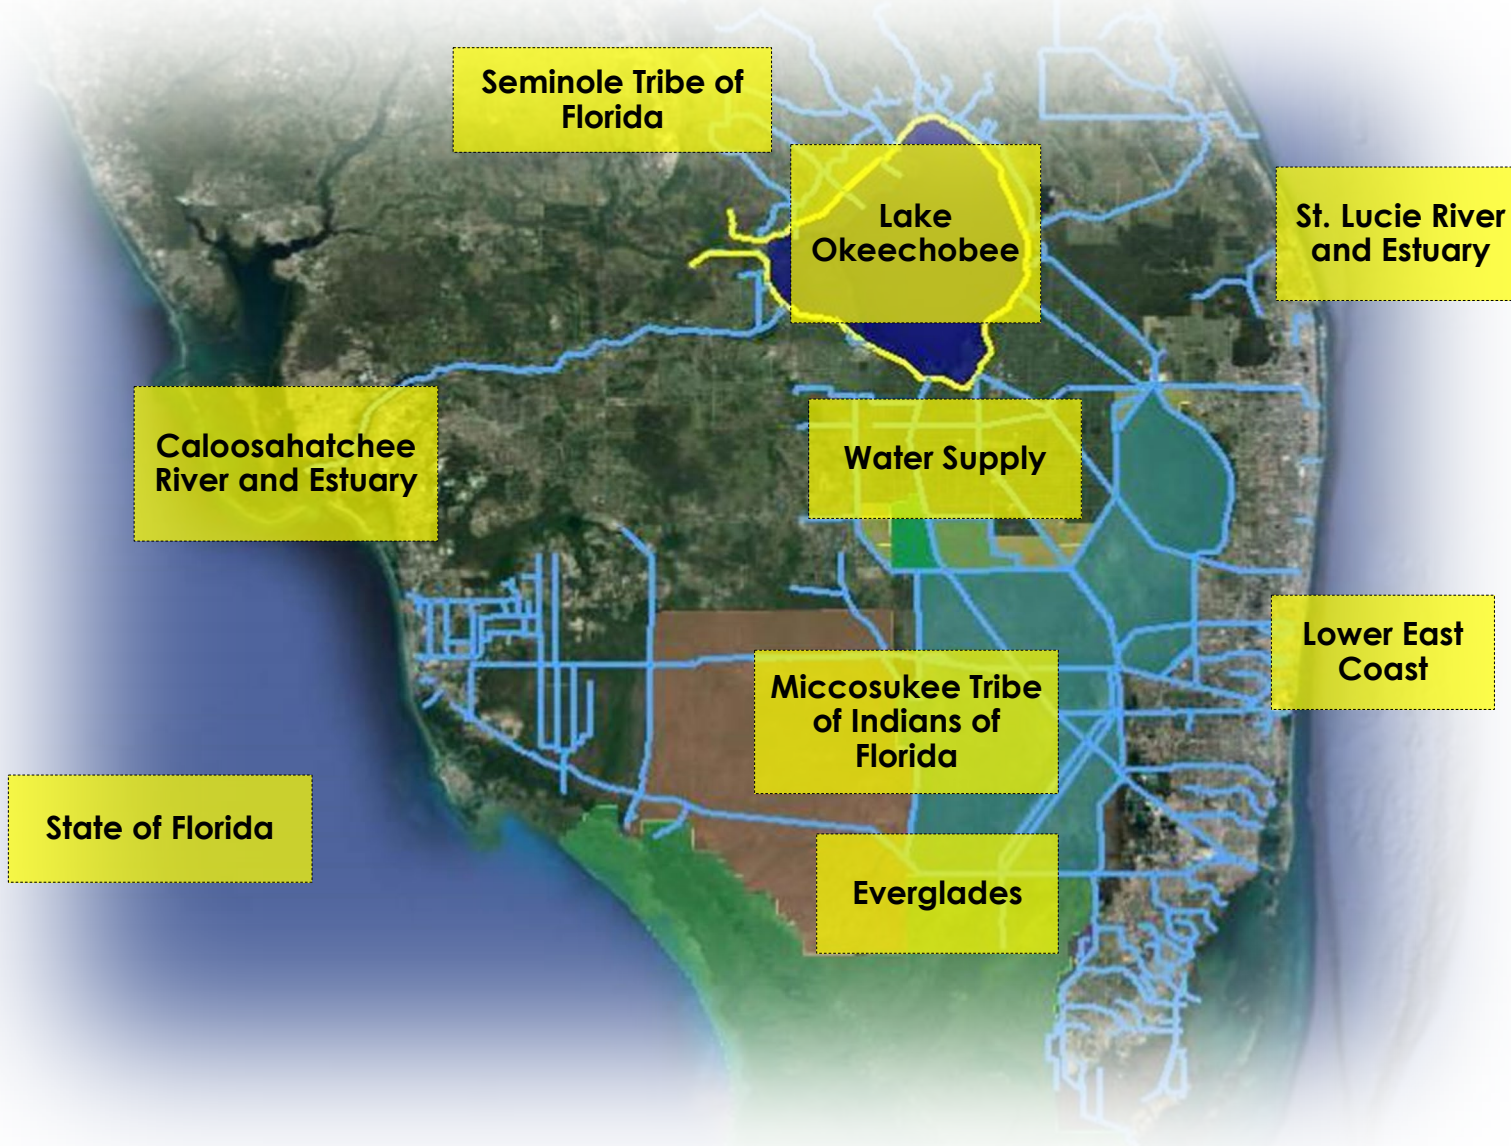 Seminole Tribe of
Florida
Lake
Okeechobee
St. Lucie River
and Estuary
Caloosahatchee
River and Estuary
Water Supply
Lower East
Coast
Miccosukee Tribe
of Indians of
Florida
State of Florida
Everglades